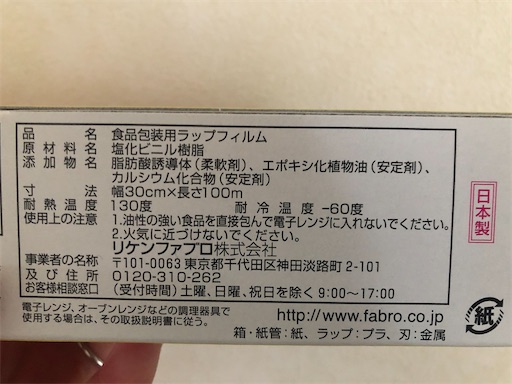 品名 食品包装用ラップフィルム
原材料名 塩化ビニル樹脂
添加物名 脂肪酸誘導体(柔軟剤)、エポキシ化植物油(安定剤)、
カルシウム化合物(安定剤)
寸法 幅30cm×長さ100m
耐熱温度 130度 耐冷温度 -60度
使用上の注意 1.油性の強い食品を直接包んで電子レンジに入れないでください。
2.火気に近づけないでください。
事業者の名称 リケンファブロ株式会社
及び住所 〒101-0063 東京都千代田区神田淡路町2-101
お客様相談窓口 0120-310-262
(受付時間)土曜、日曜、祝日を除く 9:00〜17:00
電子レンジ、オーブンレンジなどの調理器具で
使用する場合は、その取扱説明書に従う。
http://www.fabro.co.jp
箱・紙管:紙、ラップ:プラ、刃:金属
日本製
紙